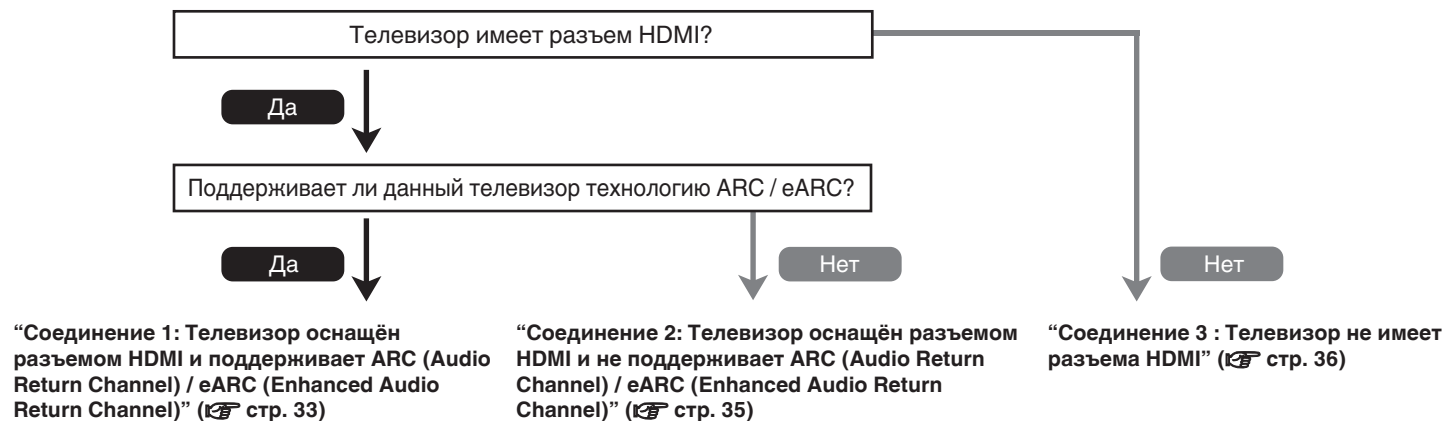 Телевизор имеет разъем HDMI?
Да
Поддерживает ли данный телевизор технологию ARC / eARC?
Да
Нет
Нет
“Соединение 1: Телевизор оснащён
разъемом HDMI и поддерживает ARC (Audio
Return Channel) / eARC (Enhanced Audio
Return Channel)” (☞ стр. 33)
“Соединение 2: Телевизор оснащён разъемом
HDMI и не поддерживает ARC (Audio Return
Channel) / eARC (Enhanced Audio Return
Channel)” (☞ стр. 35)
“Соединение 3 : Телевизор не имеет
разъема HDMI” (☞ стр. 36)